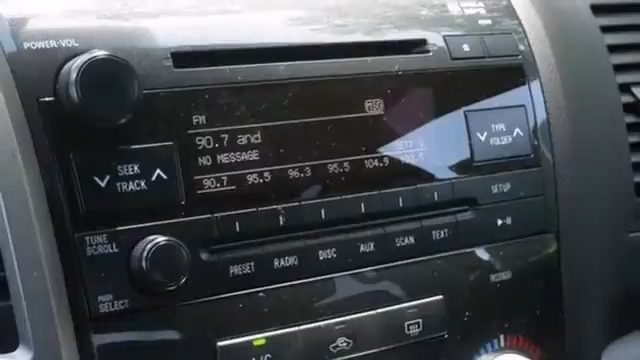 POWER·VOL
FM
90.7 and
NO MESSAGE
90.7 95.5 96.3 95.5 104.9
SEEK
TRACK
TYPE
FOLDER
SETUP
TUNE
SCROLL
PRESET RADIO DISC AUX SCAN TEXT
PUSH
SELECT
A/C